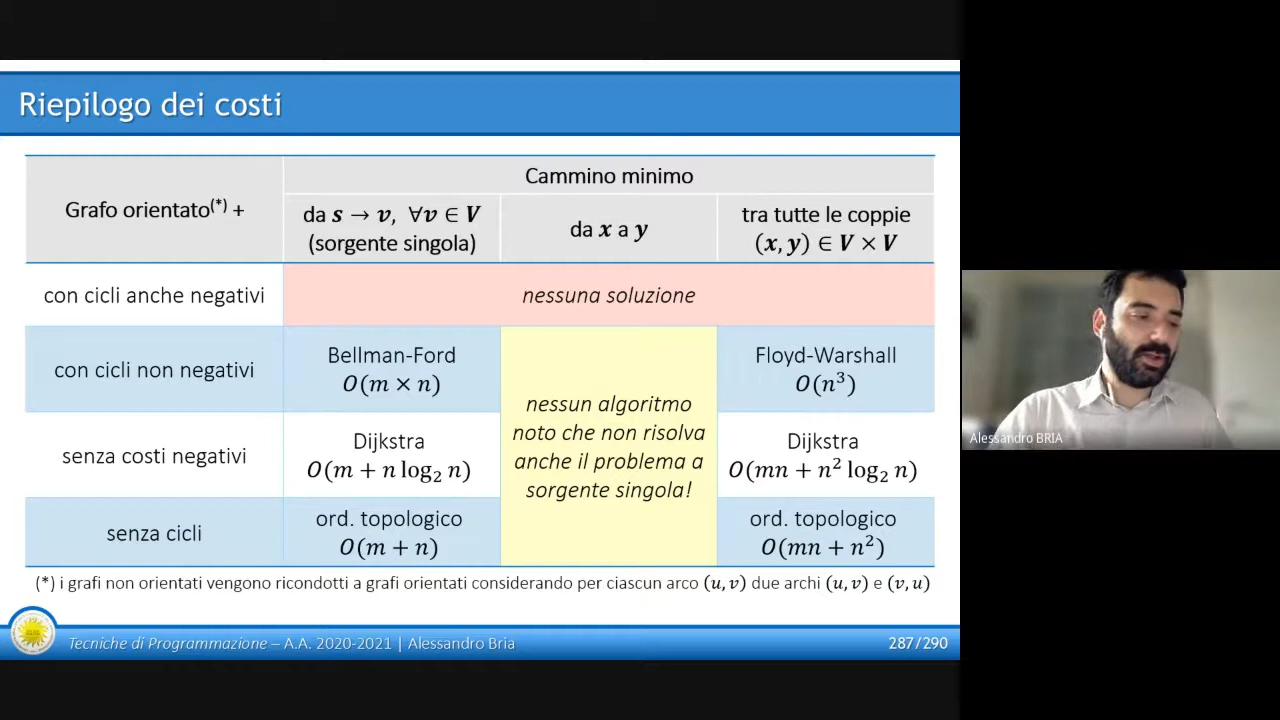 Riepilogo dei costi
Grafo orientato(*) +
Cammino minimo
da s → v, ∀v ∈ V
(sorgente singola)
da x a y
tra tutte le coppie
(x, y) ∈ V × V
con cicli anche negativi
nessuna soluzione
con cicli non negativi
Bellman-Ford
O(m × n)
nessun algoritmo
noto che non risolva
anche il problema a
sorgente singola!
Floyd-Warshall
O(n³)
senza costi negativi
Dijkstra
O(m + n log₂ n)
Dijkstra
O(mn + n² log₂ n)
senza cicli
ord. topologico
O(m + n)
ord. topologico
O(mn + n²)
(*) i grafi non orientati vengono ricondotti a grafi orientati considerando per ciascun arco (u, v) due archi (u, v) e (v, u)
Tecniche di Programmazione – A.A. 2020-2021 | Alessandro Bria
287/290
Alessandro BRIA